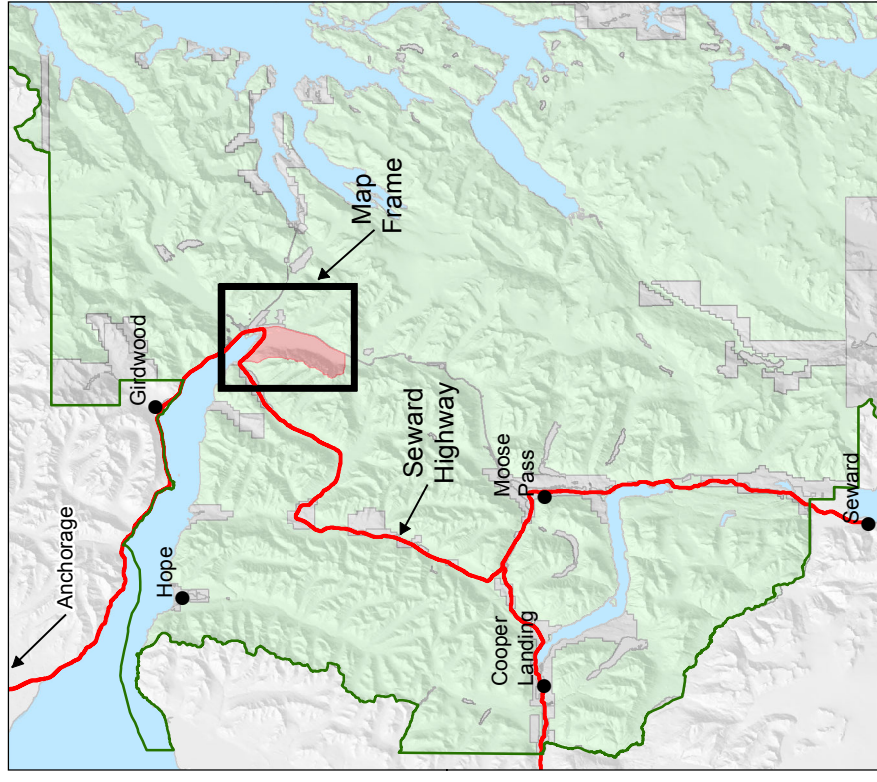 Anchorage
Girdwood
Hope
Map
Frame
Seward
Highway
Moose
Pass
Cooper
Landing
Seward